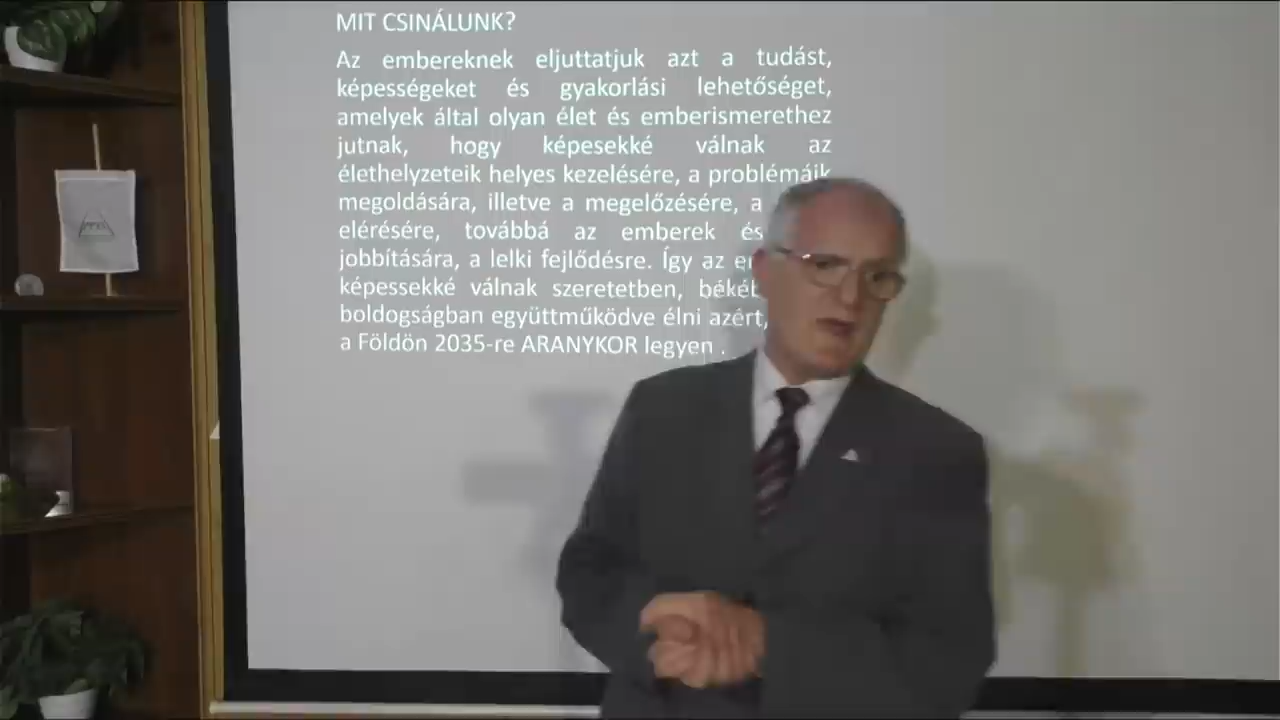 MIT CSINÁLUNK?
Az embereknek eljuttatjuk azt a tudást,
képességeket és gyakorlási lehetőséget,
amelyek által olyan élet és emberismerethez
jutnak, hogy képesekké válnak az
élethelyzeteik helyes kezelésére, a problémáik
megoldására, illetve a megelőzésére, a
elérésére, továbbá az emberek és
jobbítására, a lelki fejlődésre. Így az
képessekké válnak szeretetben,
boldogságban együttműködve élni azért,
a Földön 2035-re ARANYKOR legyen .